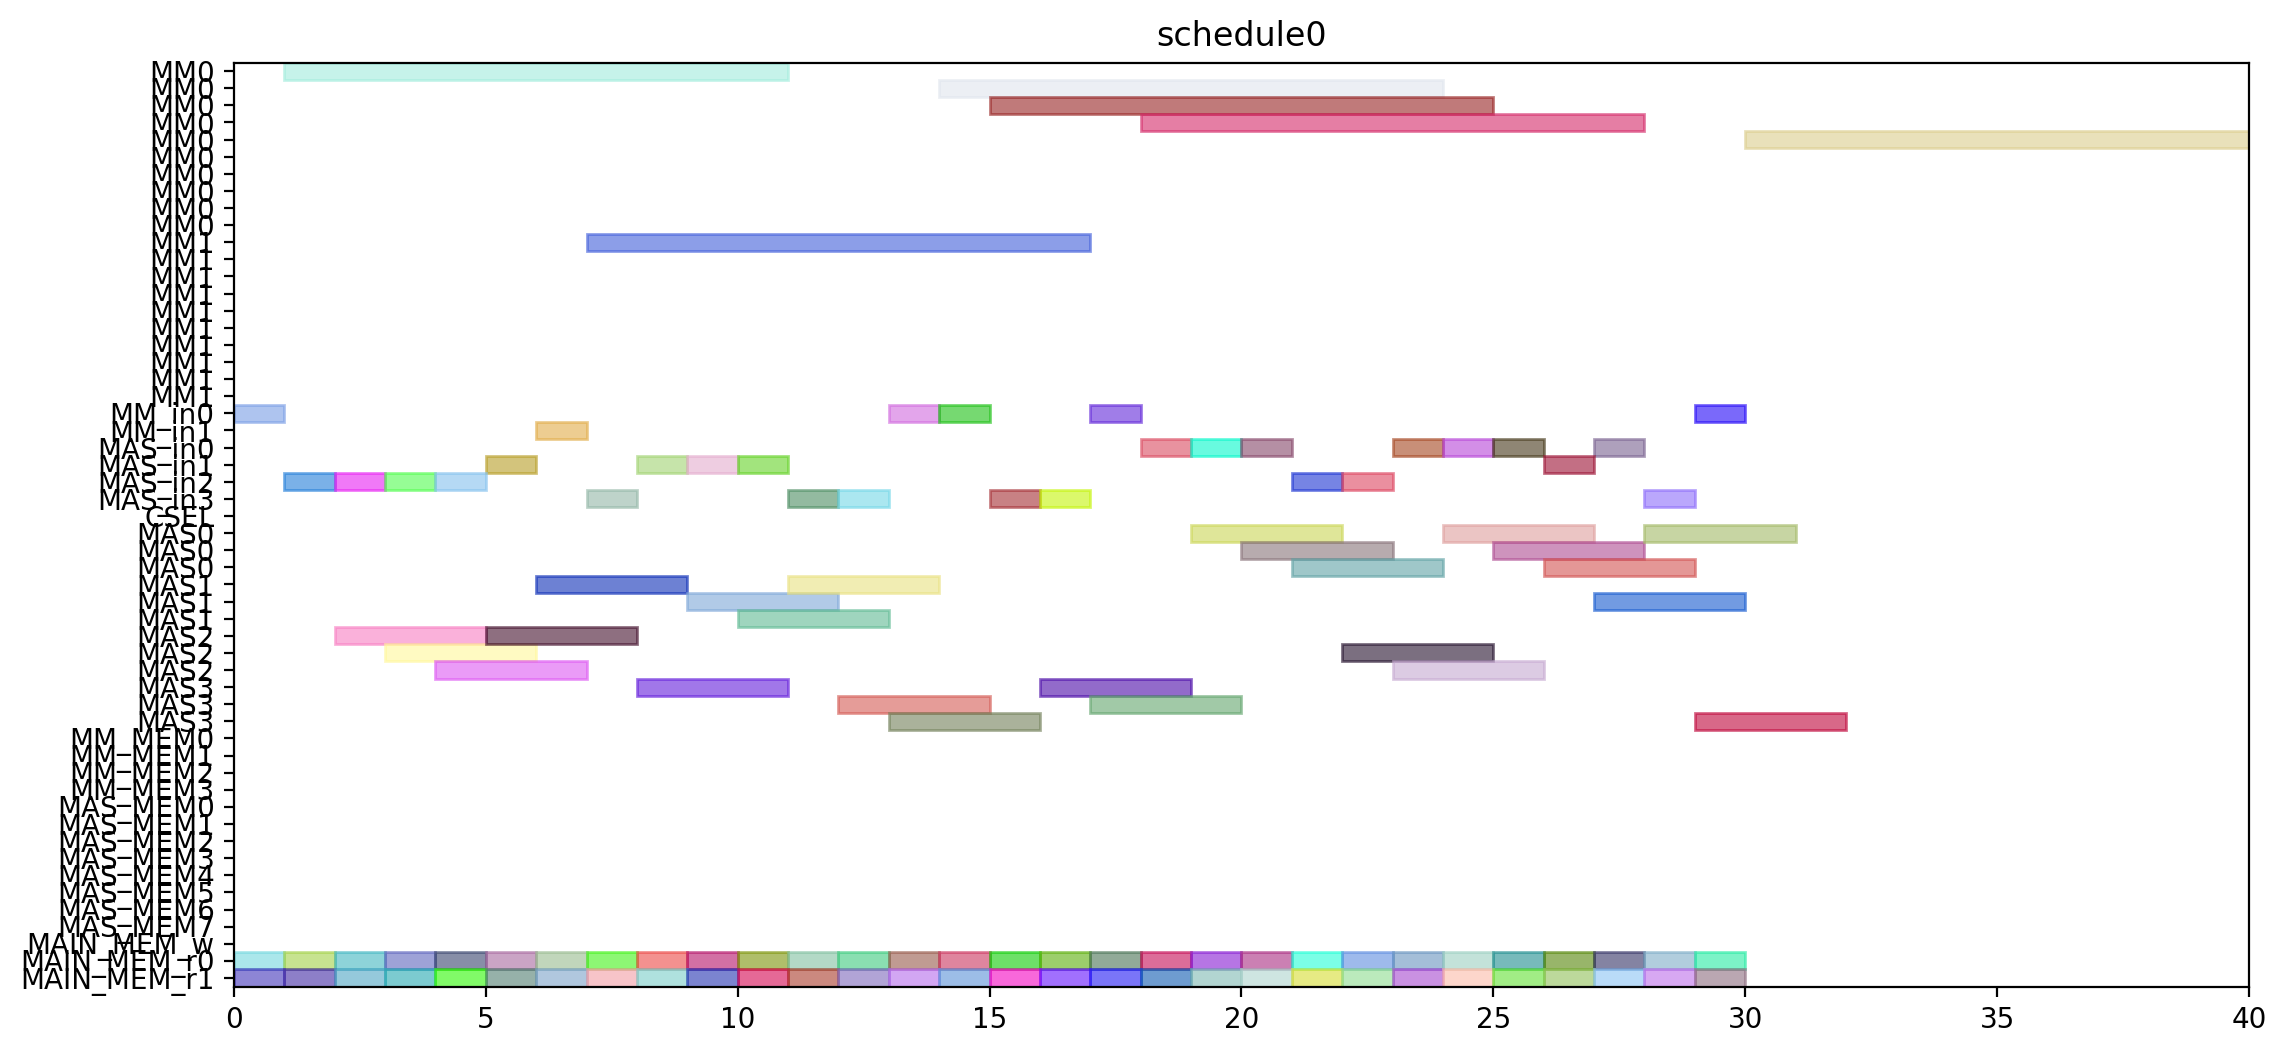 schedule0
MM0
MM0
MM0
MM0
MM0
MM0
MM0
MM0
MM0
MM0
MM1
MM1
MM1
MM1
MM1
MM1
MM1
MM1
MM1
MM1
MM_in0
MM_in1
MAS_in0
MAS_in1
MAS_in2
MAS_in3
CSEL
MAS0
MAS0
MAS0
MAS1
MAS1
MAS1
MAS2
MAS2
MAS2
MAS3
MAS3
MAS3
MM_MEM0
MM_MEM1
MM_MEM2
MM_MEM3
MAS_MEM0
MAS_MEM1
MAS_MEM2
MAS_MEM3
MAS_MEM4
MAS_MEM5
MAS_MEM6
MAS_MEM7
MAIN_MEM_w
MAIN_MEM_r0
MAIN_MEM_r1
0 5 10 15 20 25 30 35 40